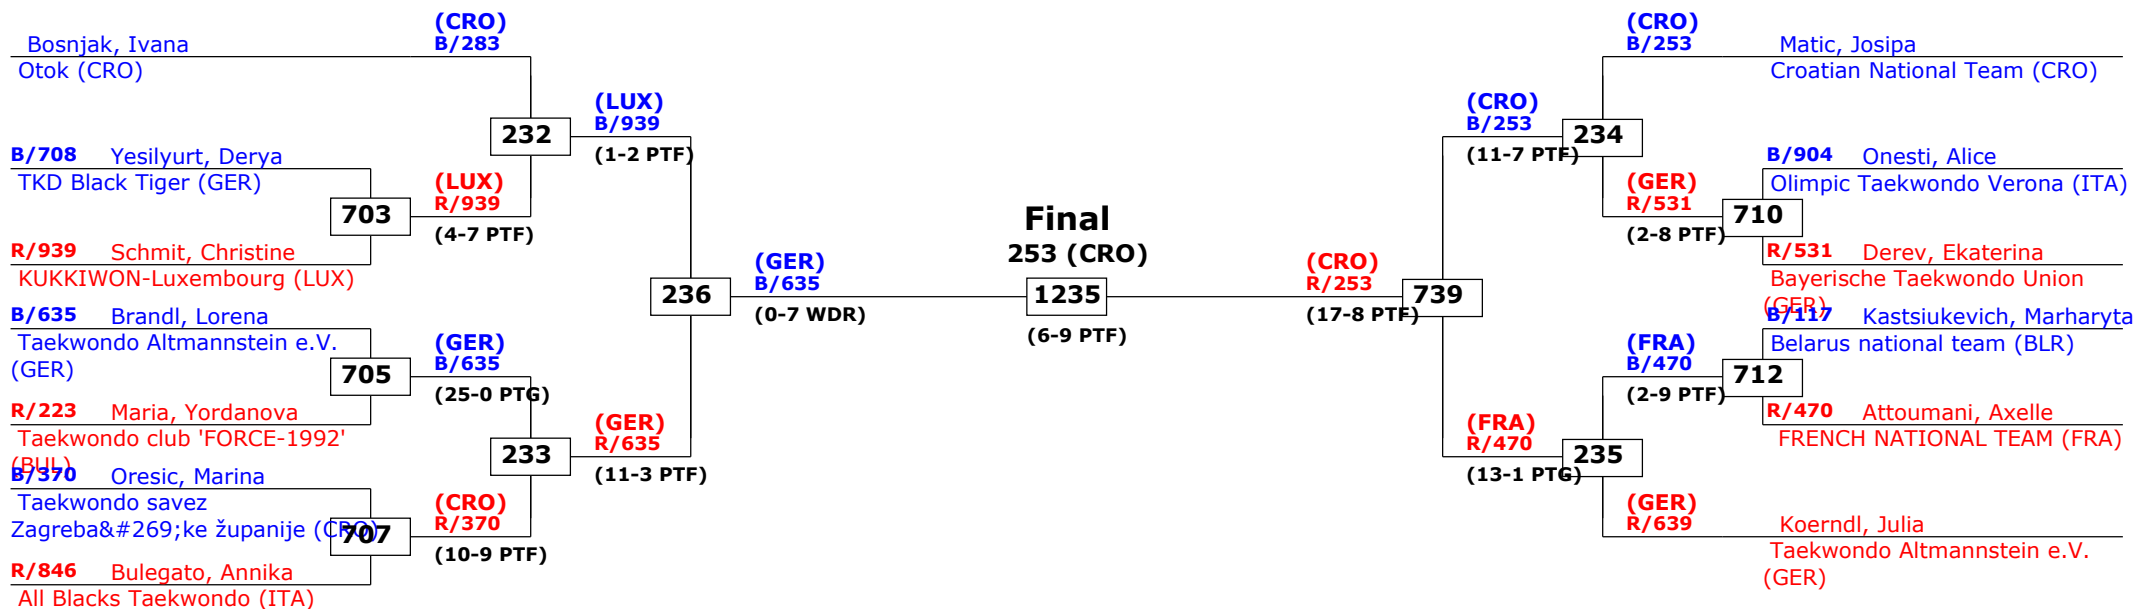 (CRO)
B/283
Bosnjak, Ivana
Otok (CRO)
(LUX)
B/939
232
(1-2 PTF)
B/708 Yesilyurt, Derya
TKD Black Tiger (GER)
703
(LUX)
R/939
(4-7 PTF)
R/939 Schmit, Christine
KUKKIWON-Luxembourg (LUX)
236
(GER)
B/635
(0-7 WDR)
B/635 Brandl, Lorena
Taekwondo Altmannstein e.V.
(GER)
705
(GER)
B/635
(25-0 PTG)
R/223 Maria, Yordanova
Taekwondo club 'FORCE-1992'
(BUL)
233
(GER)
R/635
(11-3 PTF)
B/370 Oresic, Marina
Taekwondo savez
Zagreba&#269;ke županije (CRO)
707
(CRO)
R/370
(10-9 PTF)
R/846 Bulegato, Annika
All Blacks Taekwondo (ITA)
Final
253 (CRO)
1235
(6-9 PTF)
(CRO)
B/253
Matic, Josipa
Croatian National Team (CRO)
(CRO)
B/253
234
(11-7 PTF)
B/904 Onesti, Alice
Olimpic Taekwondo Verona (ITA)
(GER)
R/531
710
(2-8 PTF)
R/531 Derev, Ekaterina
Bayerische Taekwondo Union
(GER)
(CRO)
R/253
739
(17-8 PTF)
B/117 Kastsiukevich, Marharyta
Belarus national team (BLR)
(FRA)
B/470
712
(2-9 PTF)
R/470 Attoumani, Axelle
FRENCH NATIONAL TEAM (FRA)
(FRA)
R/470
235
(13-1 PTG)
(GER)
R/639
Koerndl, Julia
Taekwondo Altmannstein e.V.
(GER)